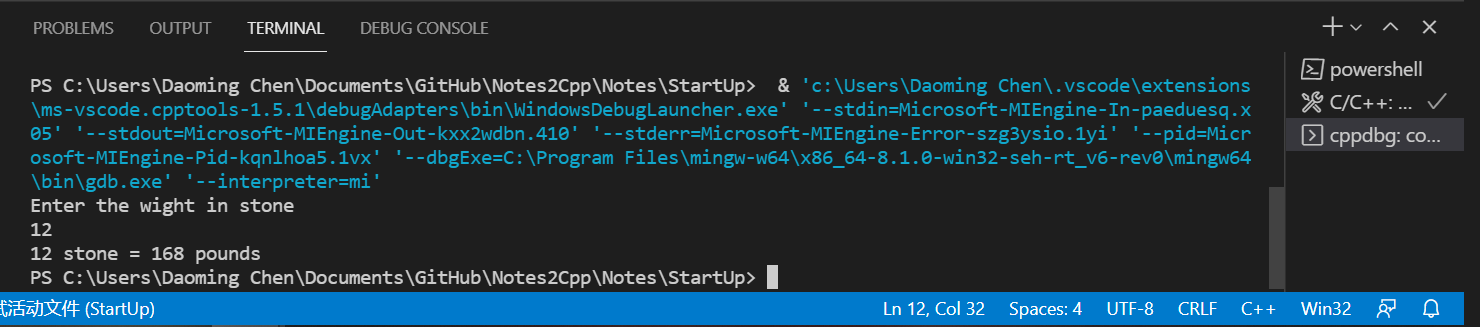 PROBLEMS OUTPUT TERMINAL DEBUG CONSOLE
PS C:\Users\Daoming Chen\Documents\GitHub\Notes2Cpp\Notes\StartUp>  & 'c:\Users\Daoming Chen\.vscode\extensions
\ms-vscode.cpptools-1.5.1\debugAdapters\bin\WindowsDebugLauncher.exe' '--stdin=Microsoft-MIEngine-In-paeduesq.x
05' '--stdout=Microsoft-MIEngine-Out-kxx2wdbn.410' '--stderr=Microsoft-MIEngine-Error-szg3ysio.1yi' '--pid=Micr
osoft-MIEngine-Pid-kqnlhoa5.1vx' '--dbgExe=C:\Program Files\mingw-w64\x86_64-8.1.0-win32-seh-rt_v6-rev0\mingw64
\bin\gdb.exe' '--interpreter=mi'
Enter the wight in stone
12
12 stone = 168 pounds
PS C:\Users\Daoming Chen\Documents\GitHub\Notes2Cpp\Notes\StartUp>
powershell
C/C++: ...
cppdbg: co...
试活动文件 (StartUp) Ln 12, Col 32 Spaces: 4 UTF-8 CRLF C++ Win32